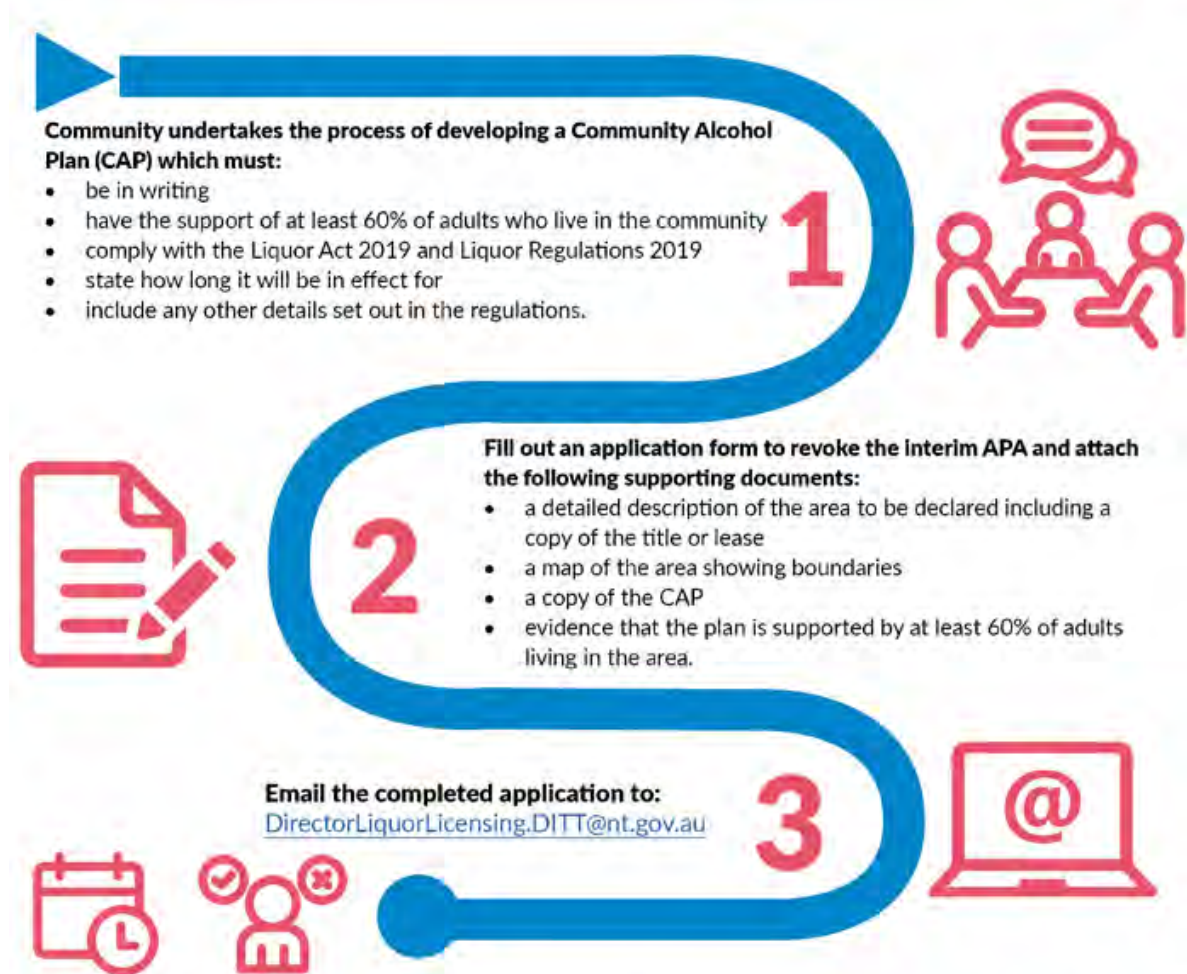 Community undertakes the process of developing a Community Alcohol
Plan (CAP) which must:
• be in writing
• have the support of at least 60% of adults who live in the community
• comply with the Liquor Act 2019 and Liquor Regulations 2019
• state how long it will be in effect for
• include any other details set out in the regulations.
1
Fill out an application form to revoke the interim APA and attach
the following supporting documents:
• a detailed description of the area to be declared including a
copy of the title or lease
• a map of the area showing boundaries
• a copy of the CAP
• evidence that the plan is supported by at least 60% of adults
living in the area.
2
Email the completed application to:
DirectorLiquorLicensing.DITT@nt.gov.au
3
@